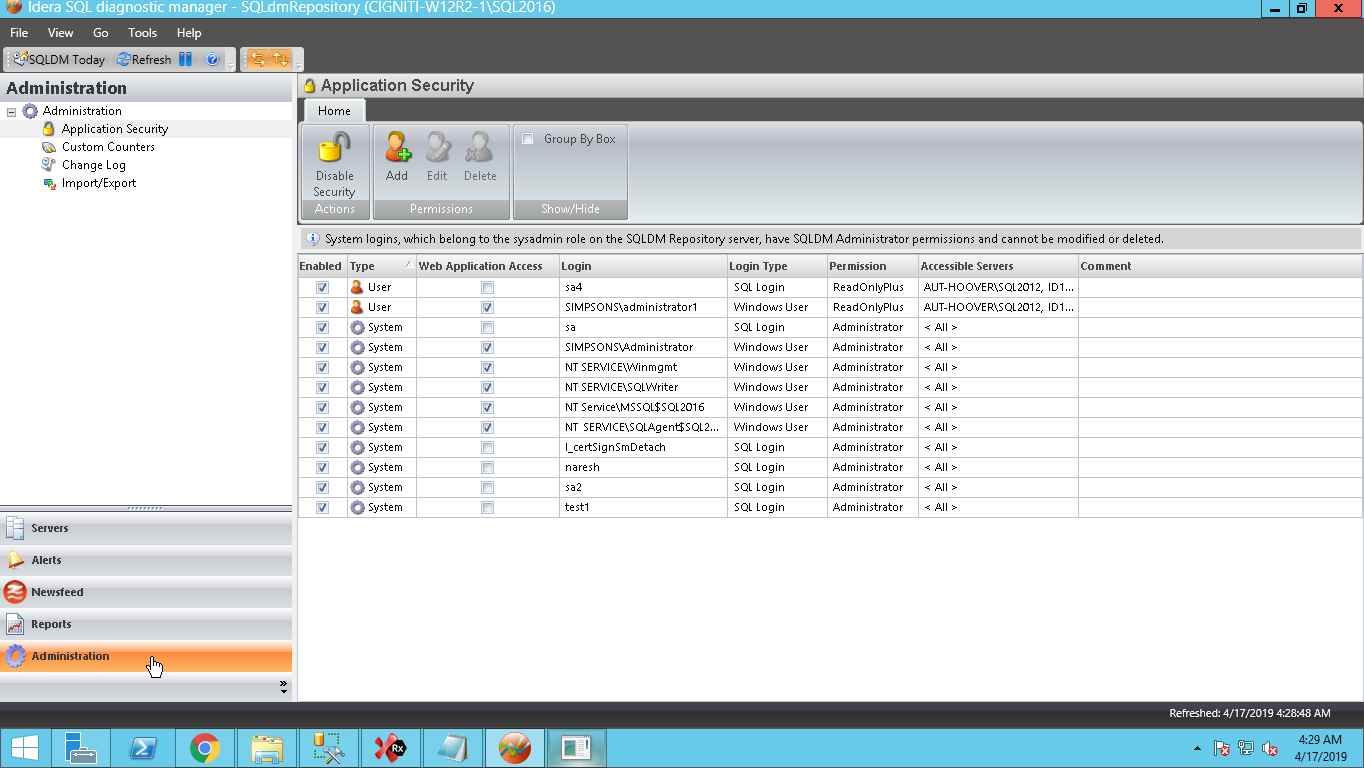 Idera SQL diagnostic manager - SQLdmRepository (CIGNITI-W12R2-1\SQL2016)
File View Go Tools Help
SQLDM Today Refresh
Administration
Administration
Application Security
Custom Counters
Change Log
Import/Export
Servers
Alerts
Newsfeed
Reports
Administration
Application Security
Home
Disable Security
Add Edit Delete
Group By Box
Actions Permissions Show/Hide
System logins, which belong to the sysadmin role on the SQLDM Repository server, have SQLDM Administrator permissions and cannot be modified or deleted.
Enabled Type Web Application Access Login Login Type Permission Accessible Servers Comment
User sa4 SQL Login ReadOnlyPlus AUT-HOOVER\SQL2012, ID1...
User SIMPSONS\administrator1 Windows User ReadOnlyPlus AUT-HOOVER\SQL2012, ID1...
System sa SQL Login Administrator < All >
System SIMPSONS\Administrator Windows User Administrator < All >
System NT SERVICE\Winmgmt Windows User Administrator < All >
System NT SERVICE\SQLWriter Windows User Administrator < All >
System NT Service\MSSQL$SQL2016 Windows User Administrator < All >
System NT SERVICE\SQLAgent$SQL2... Windows User Administrator < All >
System l_certSignSmDetach SQL Login Administrator < All >
System naresh SQL Login Administrator < All >
System sa2 SQL Login Administrator < All >
System test1 SQL Login Administrator < All >
Refreshed: 4/17/2019 4:28:48 AM
Rx
4:29 AM
4/17/2019